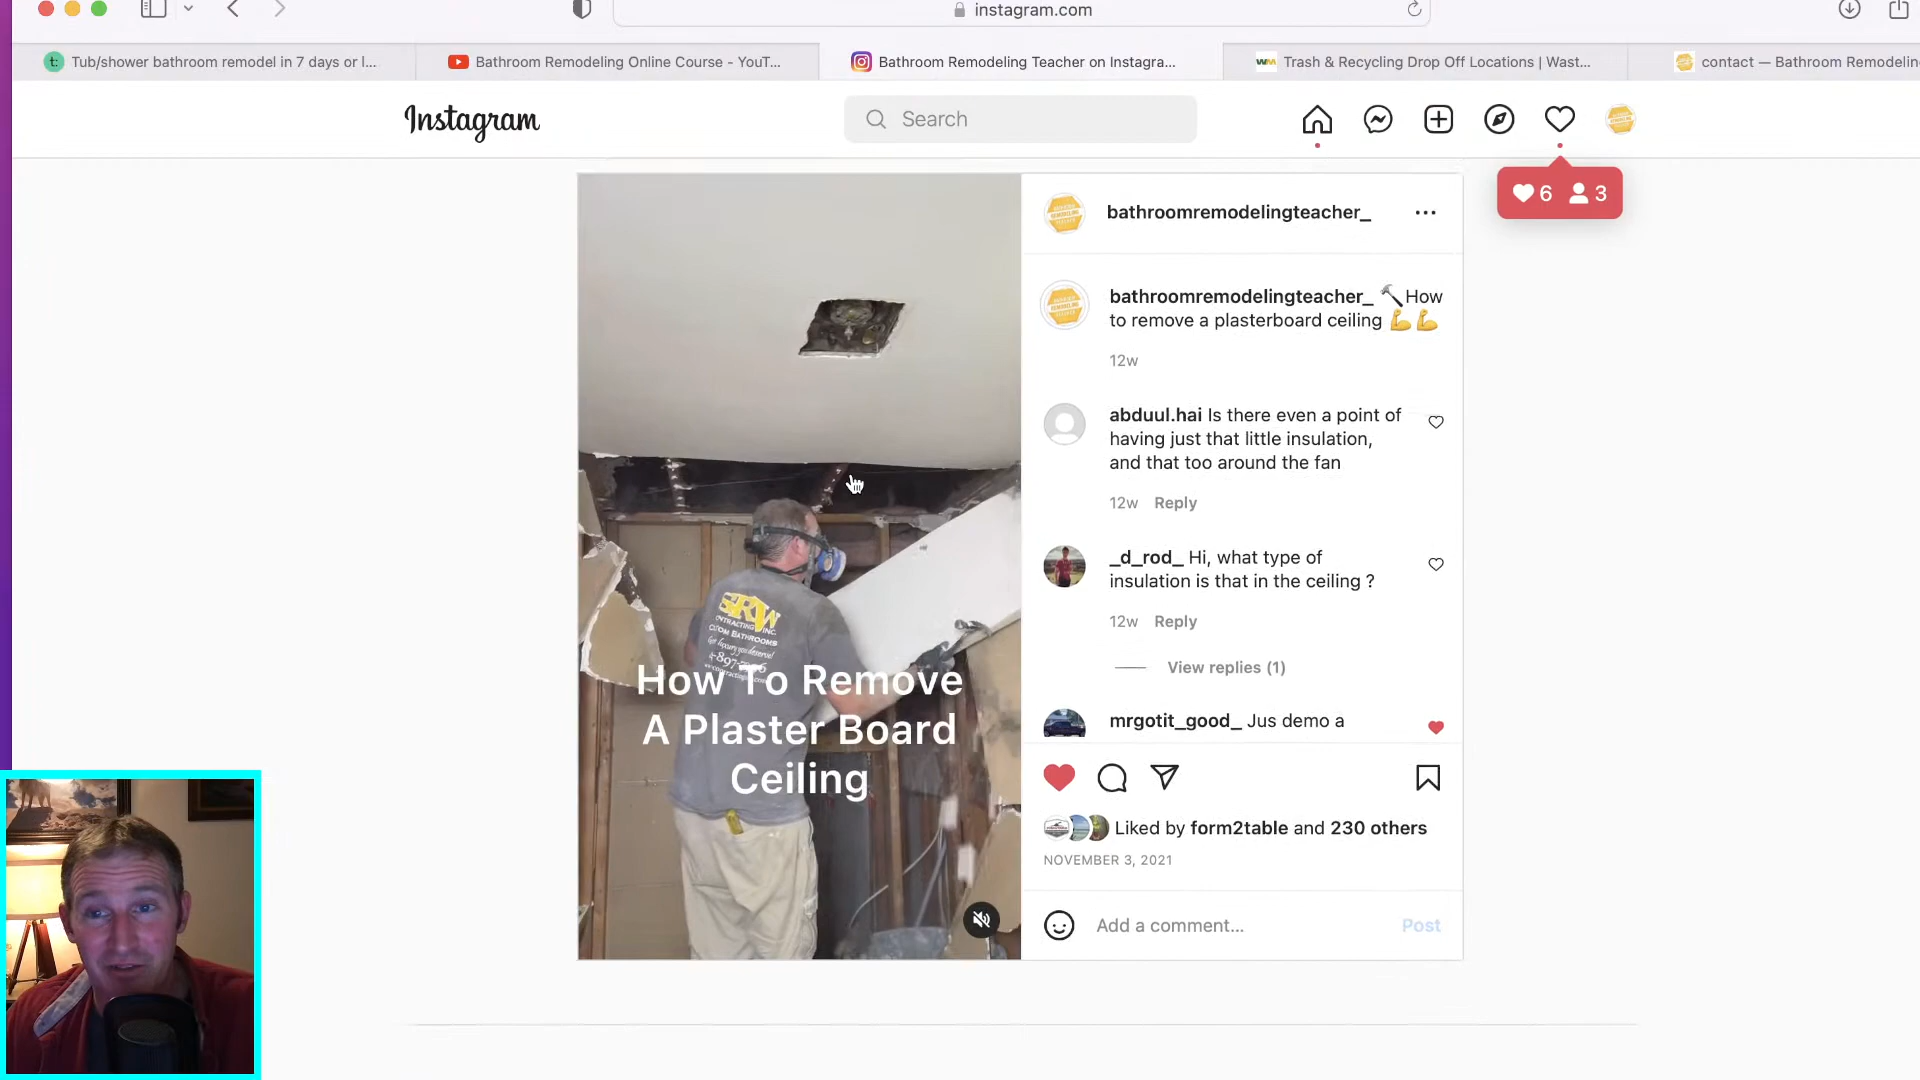 instagram.com
Tub/shower bathroom remodel in 7 days or l...
Bathroom Remodeling Online Course - YouT...
Bathroom Remodeling Teacher on Instagra...
Trash & Recycling Drop Off Locations | Wast...
contact — Bathroom Remodelin
Instagram
Search
6 3
bathroomremodelingteacher_
bathroomremodelingteacher_ 🔨How
to remove a plasterboard ceiling 💪💪
12w
abduul.hai Is there even a point of
having just that little insulation,
and that too around the fan
12w Reply
_d_rod_ Hi, what type of
insulation is that in the ceiling ?
12w Reply
View replies (1)
mrgotit_good_ Jus demo a
SRW
How To Remove
A Plaster Board
Ceiling
Liked by form2table and 230 others
NOVEMBER 3, 2021
Add a comment...
Post